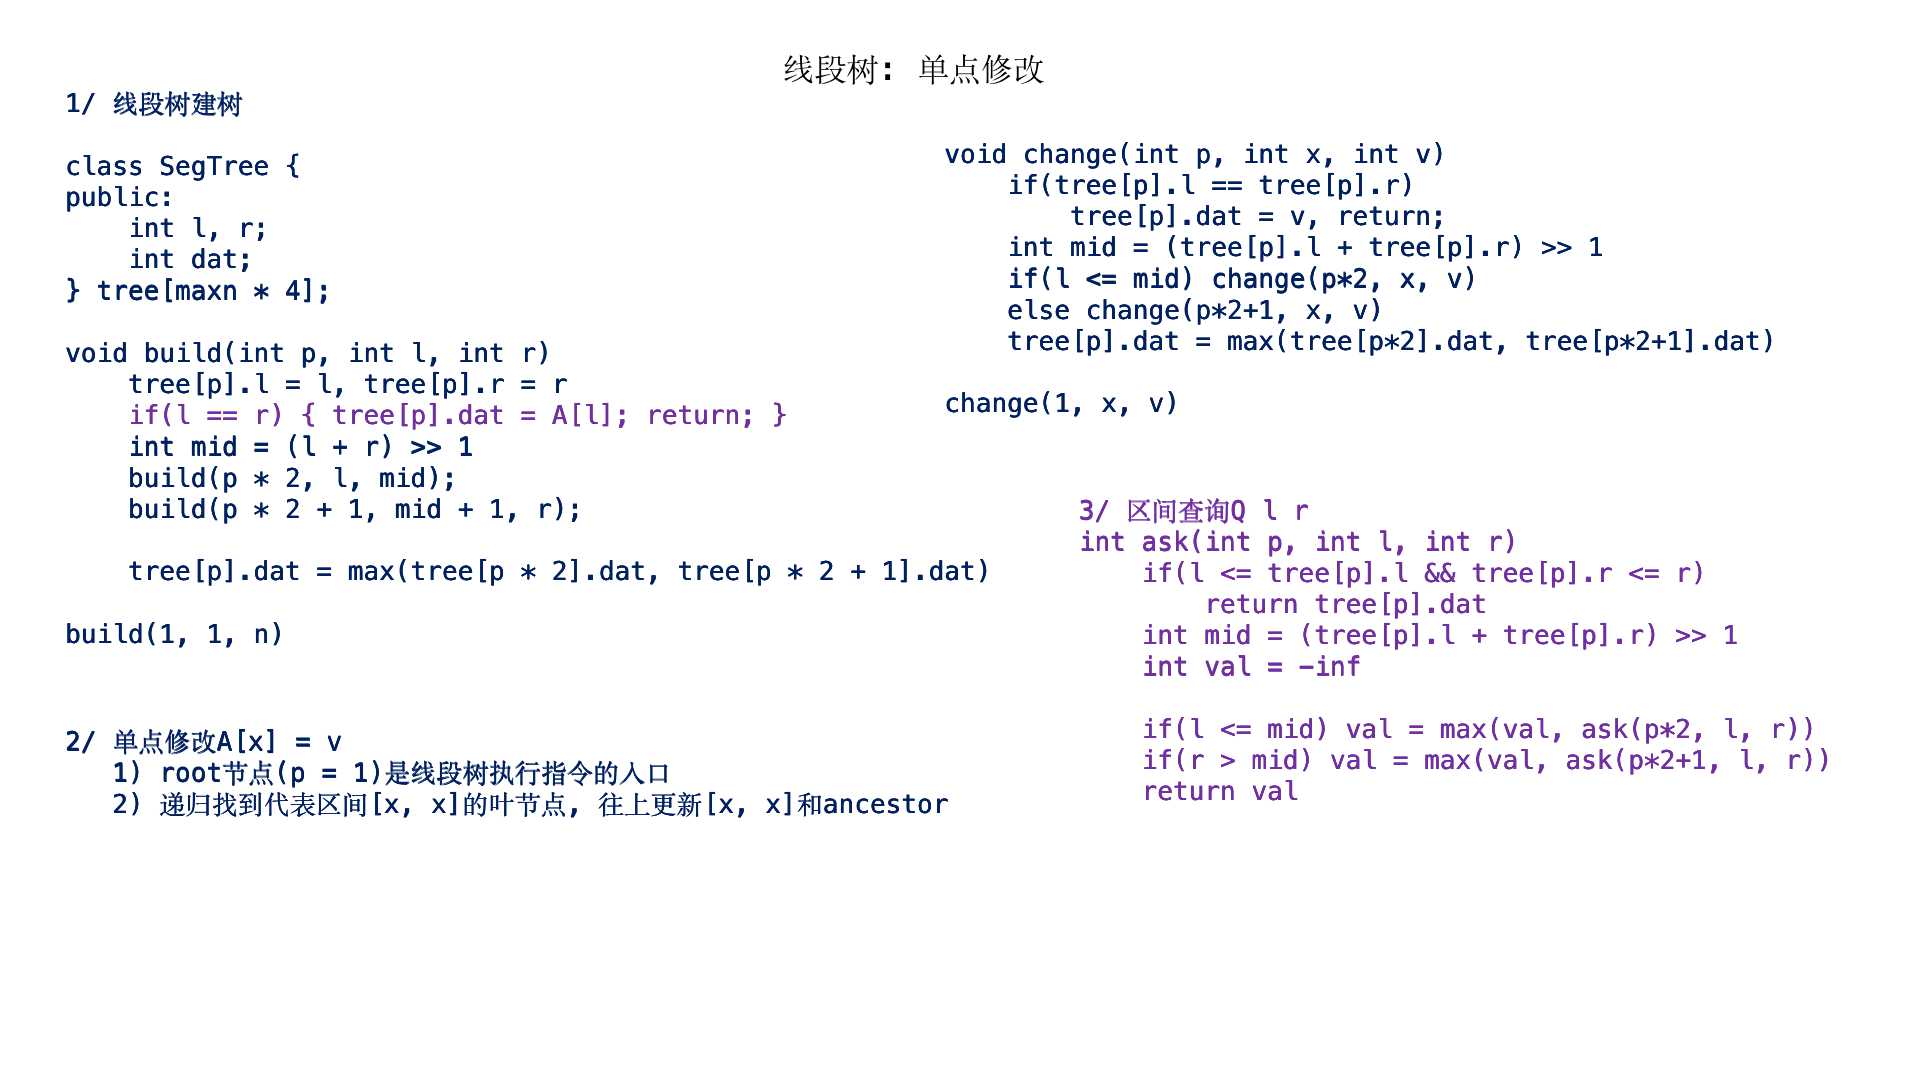 线段树: 单点修改
1/ 线段树建树
class SegTree {
public:
    int l, r;
    int dat;
} tree[maxn * 4];
void build(int p, int l, int r)
    tree[p].l = l, tree[p].r = r
    if(l == r) { tree[p].dat = A[l]; return; }
    int mid = (l + r) >> 1
    build(p * 2, l, mid);
    build(p * 2 + 1, mid + 1, r);
    tree[p].dat = max(tree[p * 2].dat, tree[p * 2 + 1].dat)
build(1, 1, n)
2/ 单点修改A[x] = v
   1) root节点(p = 1)是线段树执行指令的入口
   2) 递归找到代表区间[x, x]的叶节点, 往上更新[x, x]和ancestor
void change(int p, int x, int v)
    if(tree[p].l == tree[p].r)
        tree[p].dat = v, return;
    int mid = (tree[p].l + tree[p].r) >> 1
    if(l <= mid) change(p*2, x, v)
    else change(p*2+1, x, v)
    tree[p].dat = max(tree[p*2].dat, tree[p*2+1].dat)
change(1, x, v)
3/ 区间查询Q l r
int ask(int p, int l, int r)
    if(l <= tree[p].l && tree[p].r <= r)
        return tree[p].dat
    int mid = (tree[p].l + tree[p].r) >> 1
    int val = -inf
    if(l <= mid) val = max(val, ask(p*2, l, r))
    if(r > mid) val = max(val, ask(p*2+1, l, r))
    return val